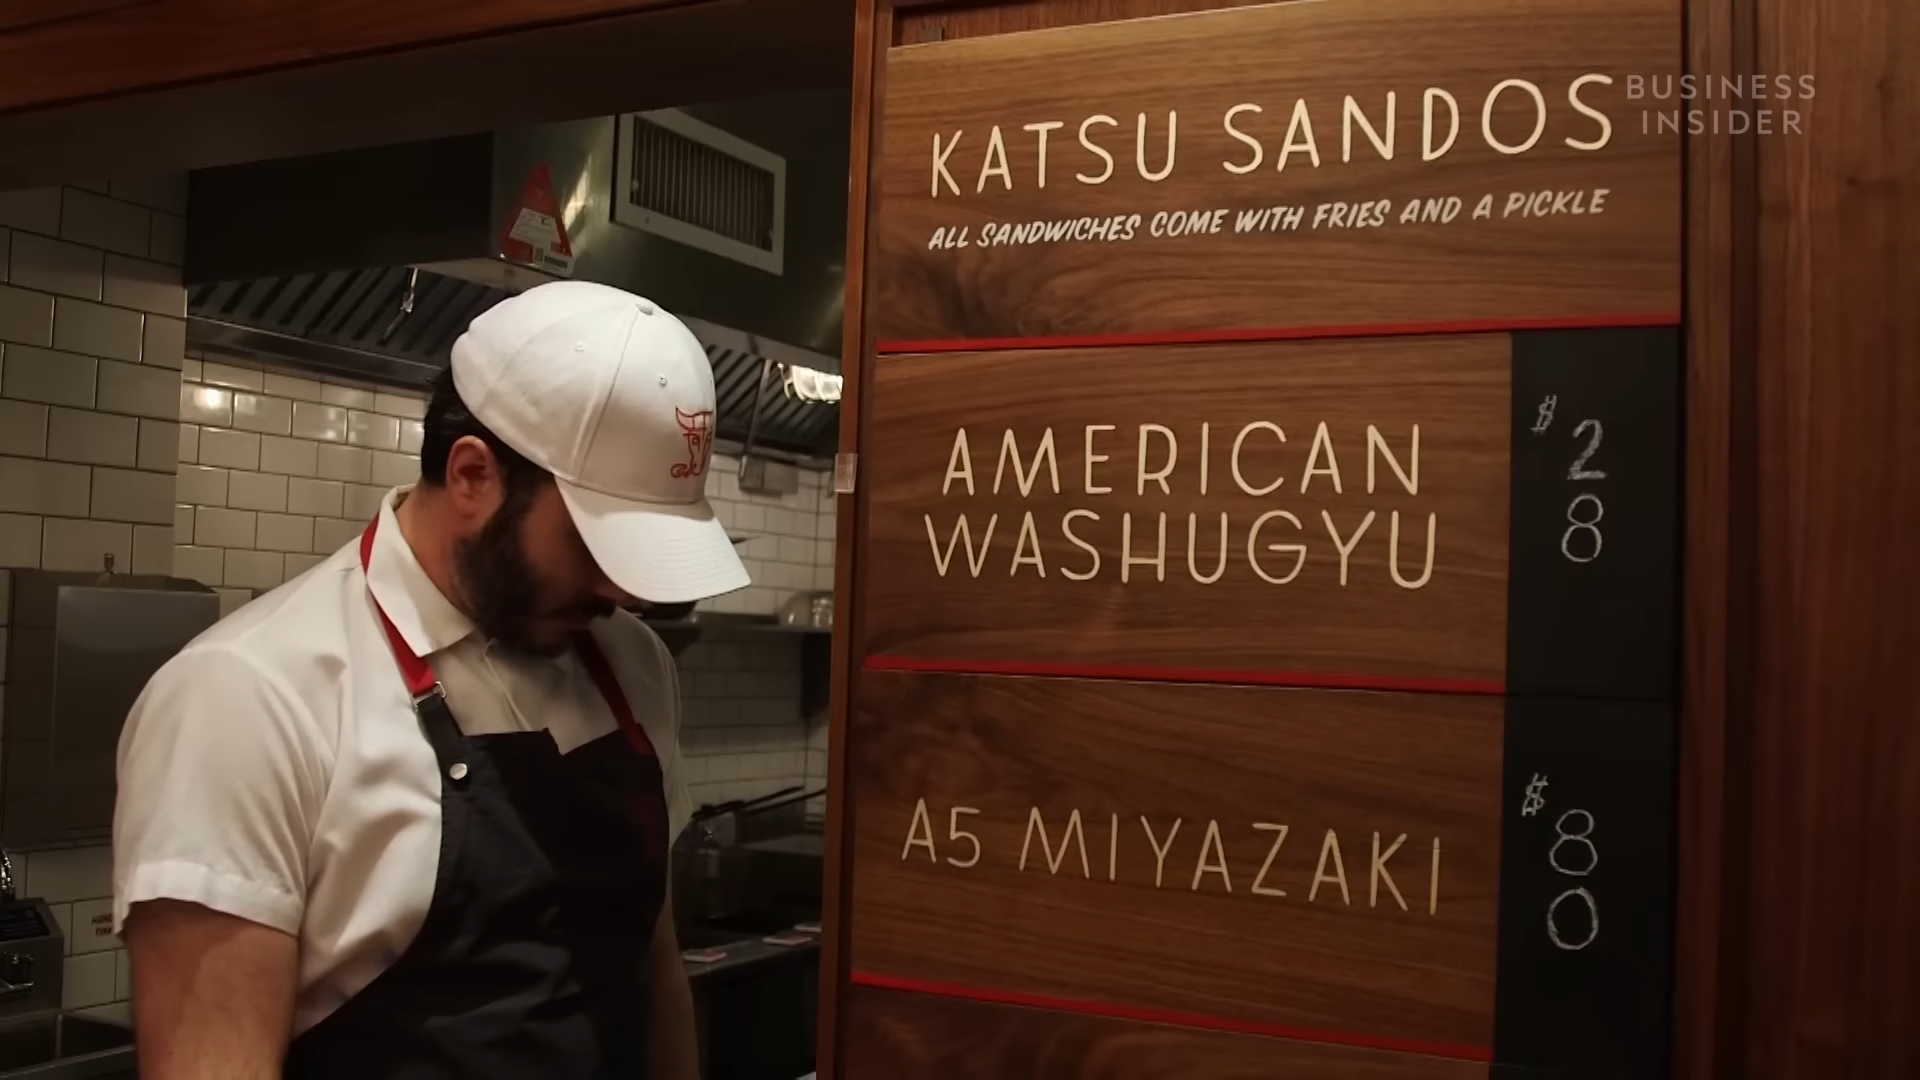 KATSU SANDOS
ALL SANDWICHES COME WITH FRIES AND A PICKLE
AMERICAN
WASHUGYU
$28
A5 MIYAZAKI
$80
BUSINESS
INSIDER